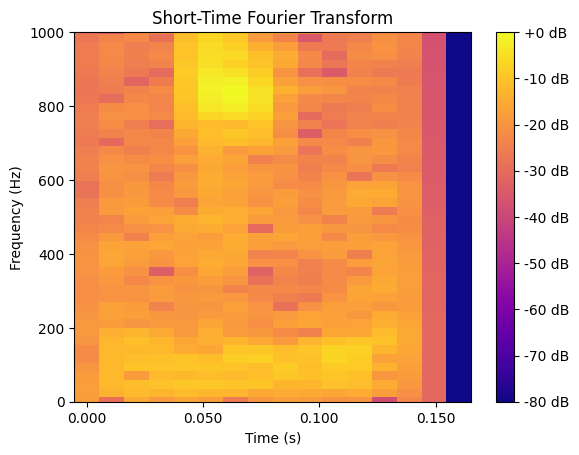 Short-Time Fourier Transform
1000
800
600
400
200
0
Frequency (Hz)
0.000
0.050
0.100
0.150
Time (s)
+0 dB
-10 dB
-20 dB
-30 dB
-40 dB
-50 dB
-60 dB
-70 dB
-80 dB